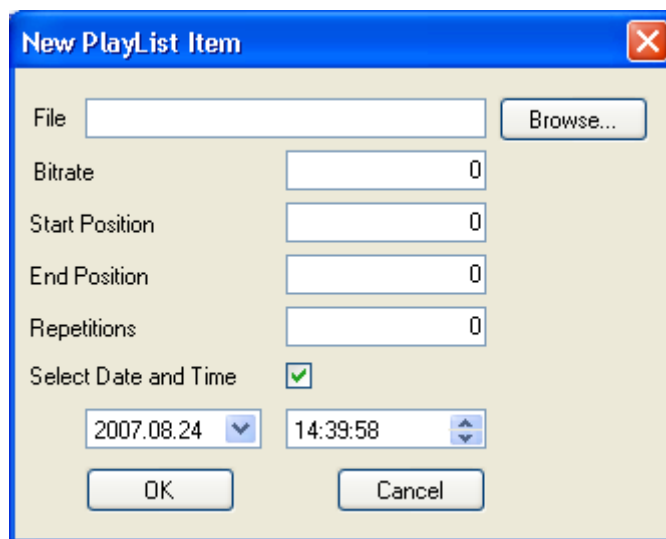 New PlayList Item
File Browse...
Bitrate 0
Start Position 0
End Position 0
Repetitions 0
Select Date and Time
2007.08.24 14:39:58
OK Cancel